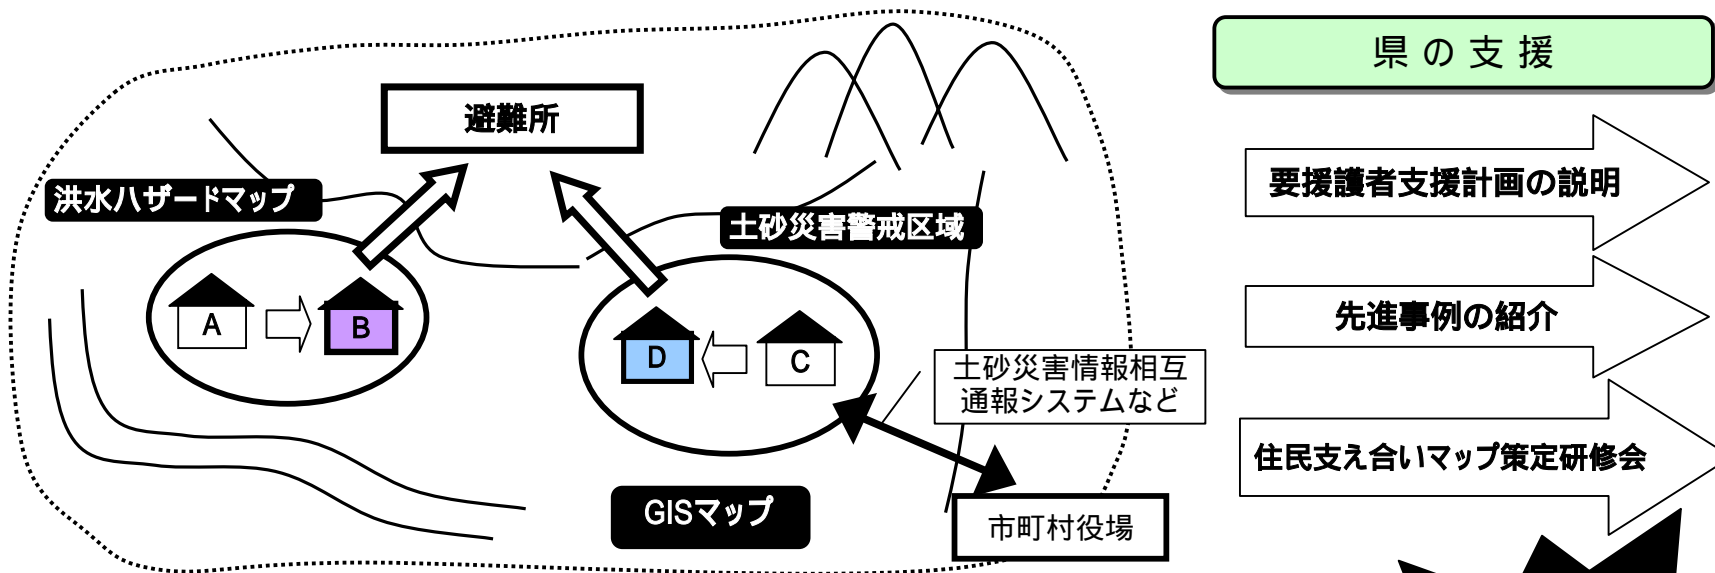 県の支援
避難所
洪水ハザードマップ
土砂災害警戒区域
A
B
D
C
土砂災害情報相互
通報システムなど
GISマップ
市町村役場
要援護者支援計画の説明
先進事例の紹介
住民支え合いマップ策定研修会